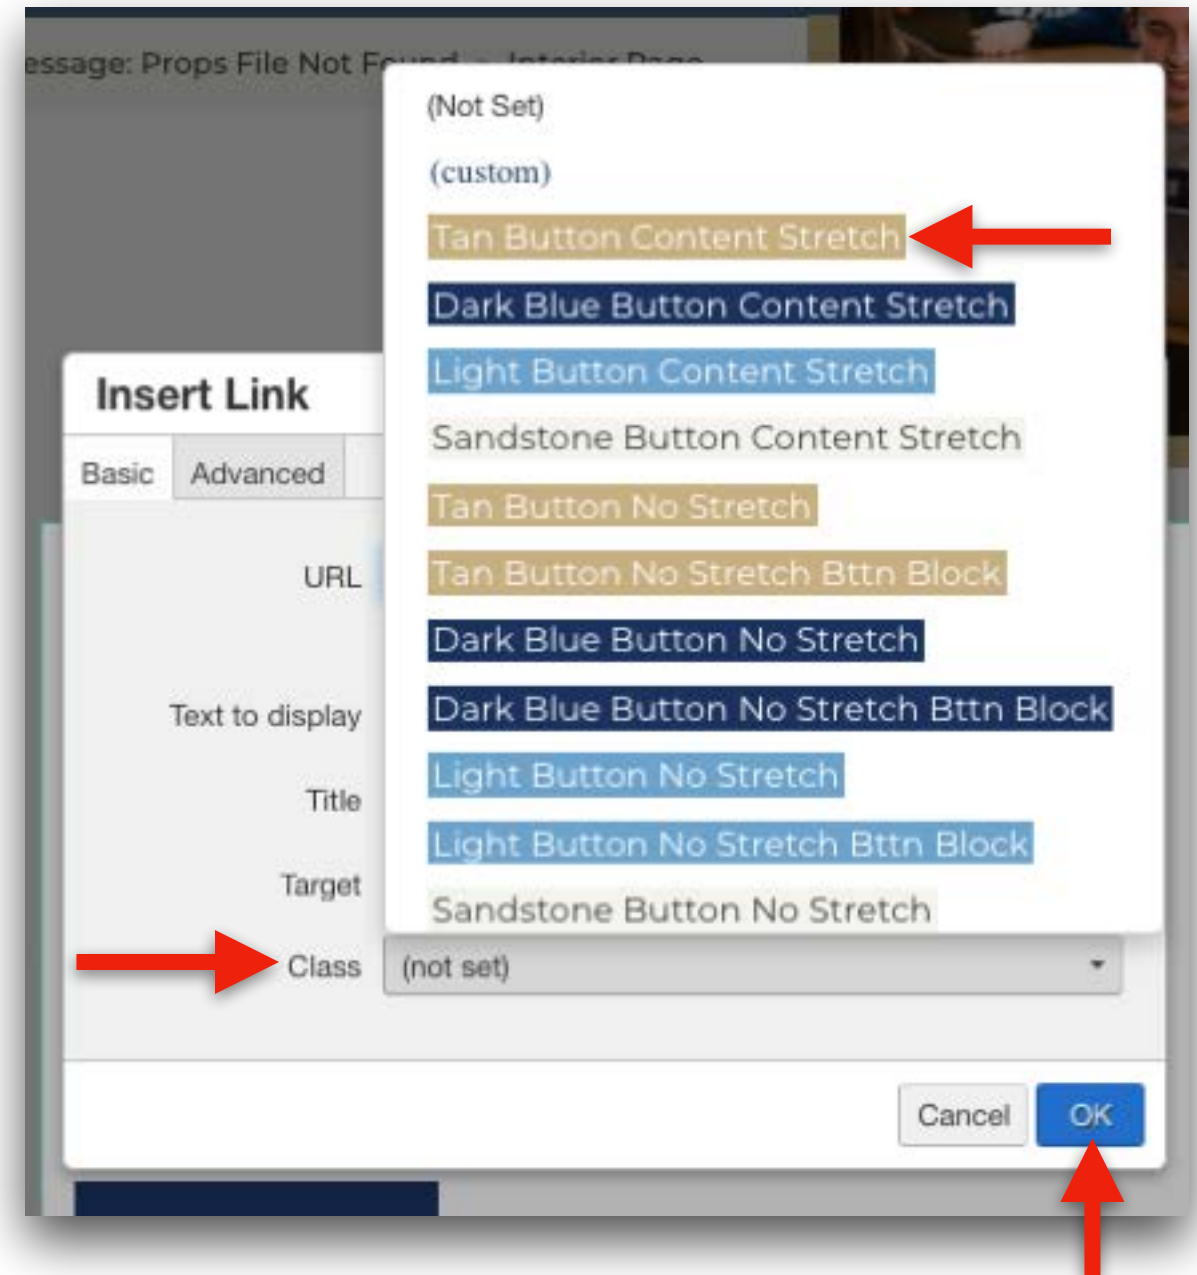 essage: Props File Not Found - Interior Page
(Not Set)
(custom)
Tan Button Content Stretch
Dark Blue Button Content Stretch
Light Button Content Stretch
Sandstone Button Content Stretch
Tan Button No Stretch
Tan Button No Stretch Bttn Block
Dark Blue Button No Stretch
Dark Blue Button No Stretch Bttn Block
Light Button No Stretch
Light Button No Stretch Bttn Block
Sandstone Button No Stretch
Insert Link
Basic Advanced
URL
Text to display
Title
Target
Class (not set)
Cancel OK